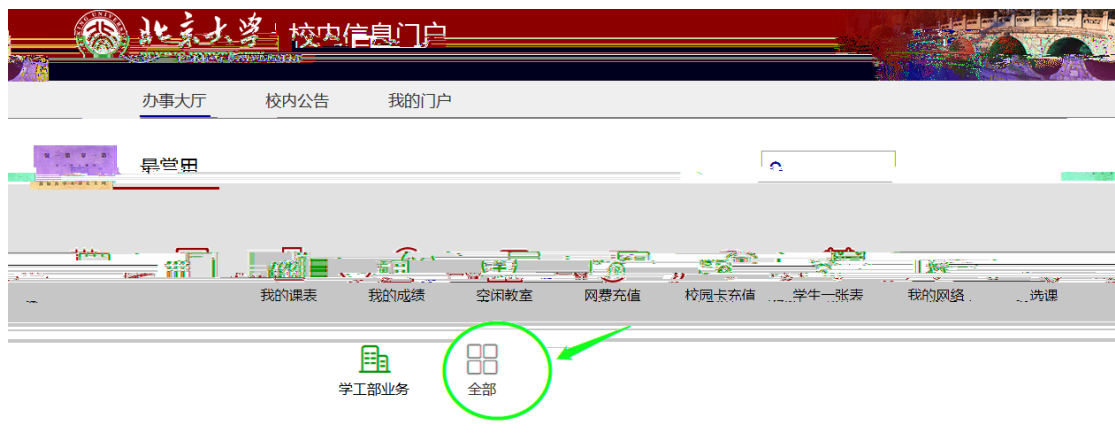 北京大学 校内信息门户
办事大厅 校内公告 我的门户
最常用
我的课表 我的成绩 空闲教室 网费充值 校园卡充值 学生一张表 我的网络 选课
学工部业务 全部